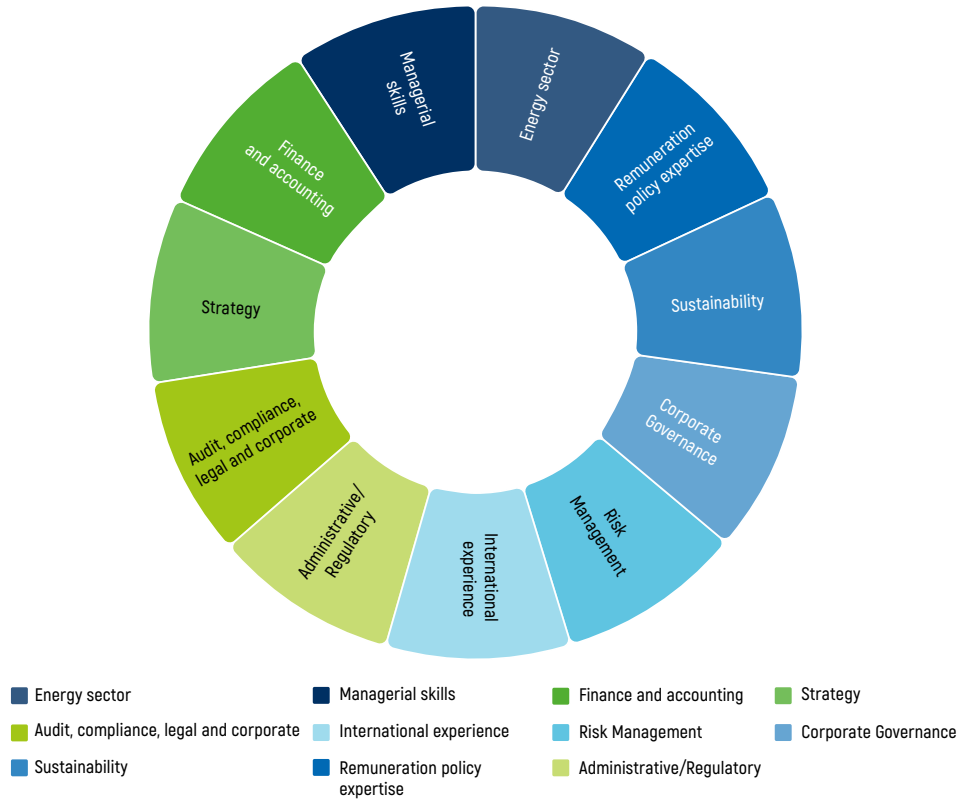 Managerial
skills
Energy sector
Remuneration
policy expertise
Sustainability
Corporate
Governance
Risk
Management
International
experience
Administrative/
Regulatory
Audit, compliance,
legal and corporate
Strategy
Finance
and accounting
Energy sector
Managerial skills
Finance and accounting
Strategy
Audit, compliance, legal and corporate
International experience
Risk Management
Corporate Governance
Sustainability
Remuneration policy
expertise
Administrative/Regulatory